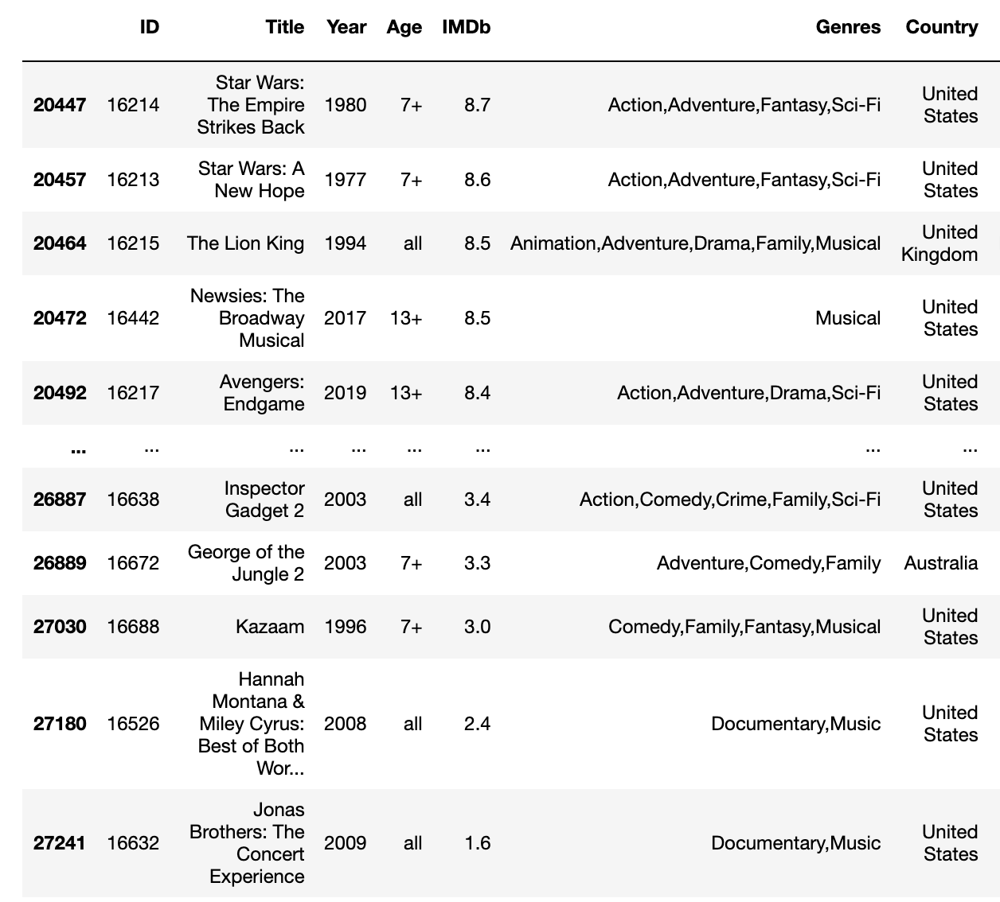 ID Title Year Age IMDb Genres Country
20447 16214 Star Wars: The Empire Strikes Back 1980 7+ 8.7 Action,Adventure,Fantasy,Sci-Fi United States
20457 16213 Star Wars: A New Hope 1977 7+ 8.6 Action,Adventure,Fantasy,Sci-Fi United States
20464 16215 The Lion King 1994 all 8.5 Animation,Adventure,Drama,Family,Musical United Kingdom
20472 16442 Newsies: The Broadway Musical 2017 13+ 8.5 Musical United States
20492 16217 Avengers: Endgame 2019 13+ 8.4 Action,Adventure,Drama,Sci-Fi United States
... ... ... ... ... ... ... ...
26887 16638 Inspector Gadget 2 2003 all 3.4 Action,Comedy,Crime,Family,Sci-Fi United States
26889 16672 George of the Jungle 2 2003 7+ 3.3 Adventure,Comedy,Family Australia
27030 16688 Kazaam 1996 7+ 3.0 Comedy,Family,Fantasy,Musical United States
27180 16526 Hannah Montana & Miley Cyrus: Best of Both Wor... 2008 all 2.4 Documentary,Music United States
27241 16632 Jonas Brothers: The Concert Experience 2009 all 1.6 Documentary,Music United States